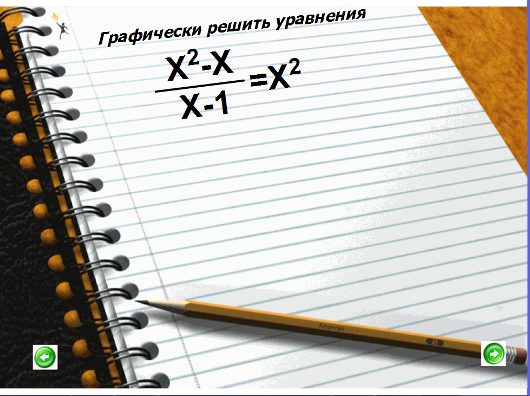 Графически решить уравнения
X²-X
X-1
=X²